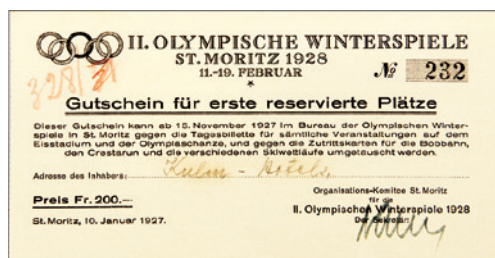 II. OLYMPISCHE WINTERSPIELE
ST. MORITZ 1928
11.-19. FEBRUAR
№ 232
328/31
Gutschein für erste reservierte Plätze
Dieser Gutschein kann ab 15. November 1927 im Bureau der Olympischen Winter-
spiele in St. Moritz gegen die Tagesbillette für sämtliche Veranstaltungen auf dem
Eisstadium und der Olympiaschanze, und gegen die Zutrittskarten für die Bobbahn,
den Crestarun und die verschiedenen Skiwettläufe umgetauscht werden.
Adresse des Inhabers: Kulm - Hotels
Preis Fr. 200.—
St. Moritz, 10. Januar 1927.
Organisations-Komitee St. Moritz
für die
II. Olympischen Winterspiele 1928
Der Sekretär: